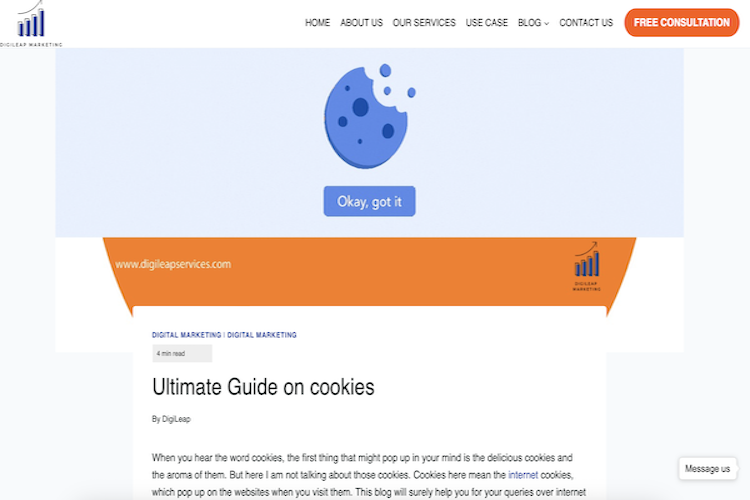 DIGILEAP MARKETING
HOME ABOUT US OUR SERVICES USE CASE BLOG CONTACT US FREE CONSULTATION
Okay, got it
www.digileapservices.com
DIGILEAP
MARKETING
DIGITAL MARKETING | DIGITAL MARKETING
4 min read
Ultimate Guide on cookies
By DigiLeap
When you hear the word cookies, the first thing that might pop up in your mind is the delicious cookies and
the aroma of them. But here I am not talking about those cookies. Cookies here mean the internet cookies,
Message us
which pop up on the websites when you visit them. This blog will surely help you for your queries over internet